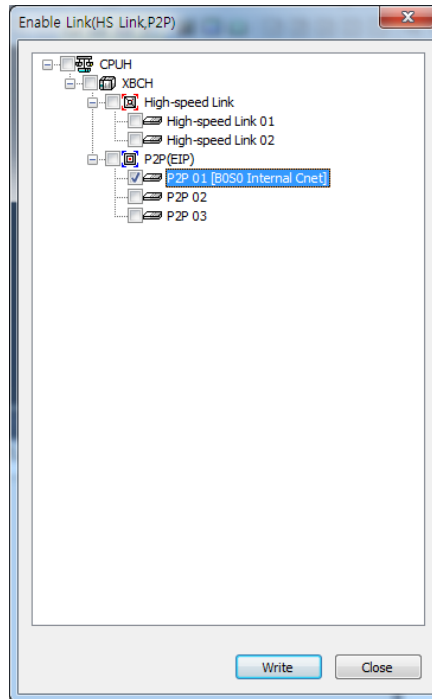 Enable Link(HS Link,P2P)
CPUH
XBCH
High-speed Link
High-speed Link 01
High-speed Link 02
P2P(EIP)
P2P 01 [B0S0 Internal Cnet]
P2P 02
P2P 03
Write Close